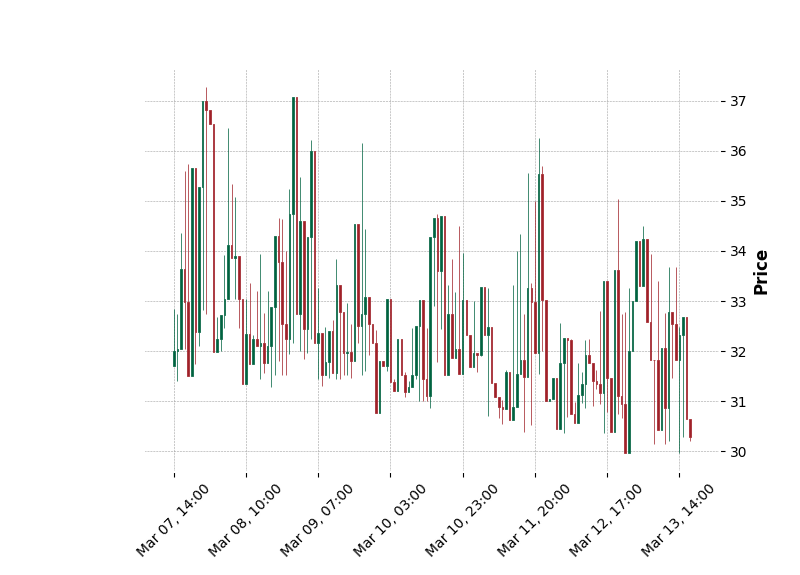 37
36
35
34
33
32
31
30
Price
Mar 07, 14:00
Mar 08, 10:00
Mar 09, 07:00
Mar 10, 03:00
Mar 10, 23:00
Mar 11, 20:00
Mar 12, 17:00
Mar 13, 14:00